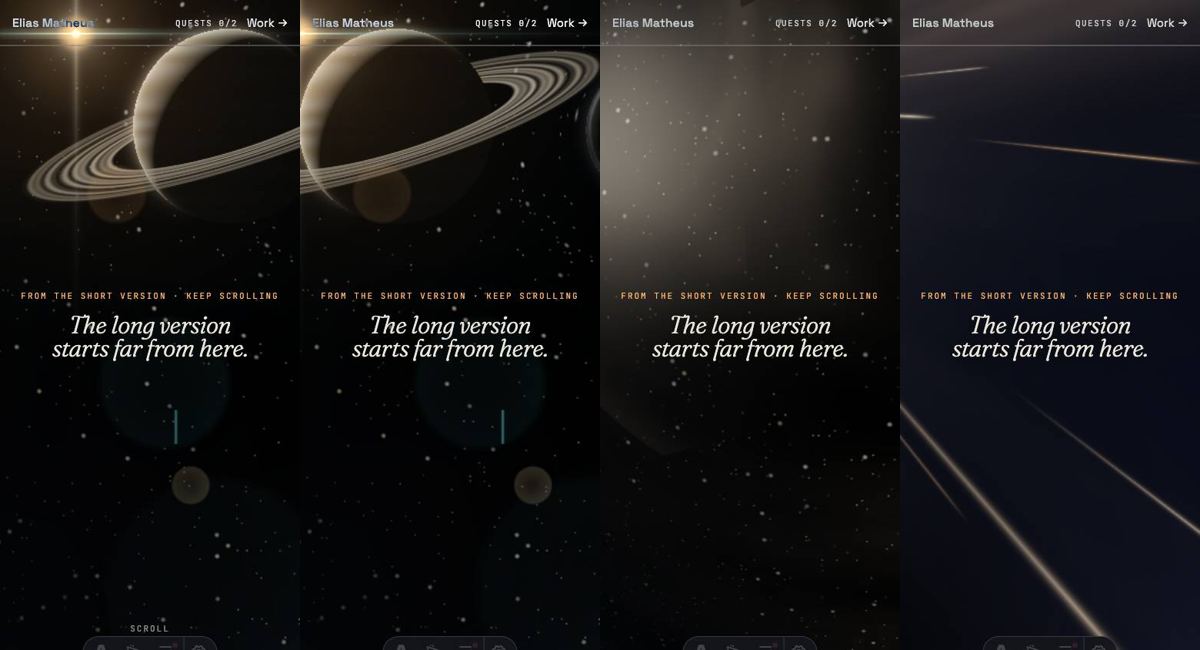 Elias Matheus QUESTS 0/2 Work →
FROM THE SHORT VERSION · KEEP SCROLLING
The long version
starts far from here.
SCROLL
Elias Matheus QUESTS 0/2 Work →
FROM THE SHORT VERSION · KEEP SCROLLING
The long version
starts far from here.
Elias Matheus QUESTS 0/2 Work →
FROM THE SHORT VERSION · KEEP SCROLLING
The long version
starts far from here.
Elias Matheus QUESTS 0/2 Work →
FROM THE SHORT VERSION · KEEP SCROLLING
The long version
starts far from here.